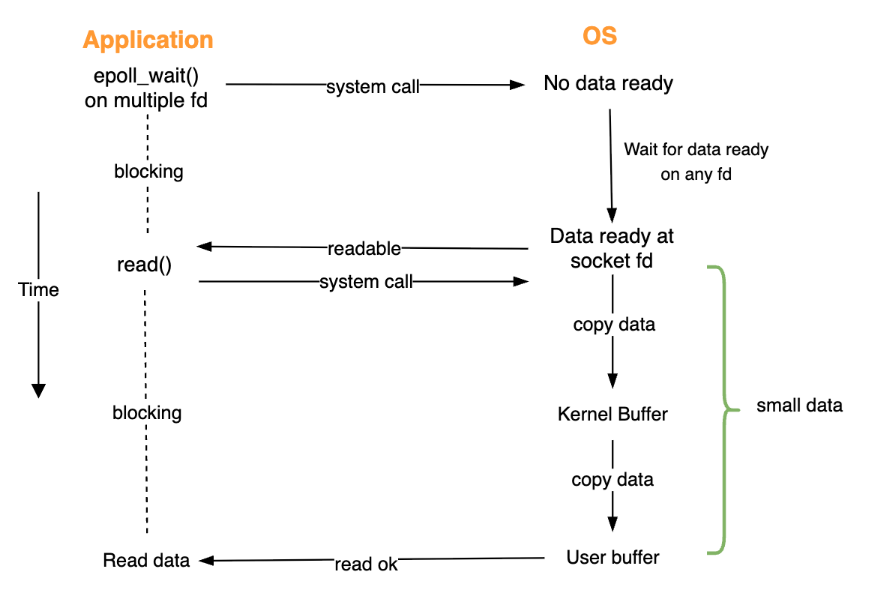 Application
OS
epoll_wait()
on multiple fd
system call
No data ready
Wait for data ready
on any fd
blocking
readable
Data ready at
socket fd
read()
system call
Time
copy data
blocking
Kernel Buffer
small data
copy data
Read data
read ok
User buffer